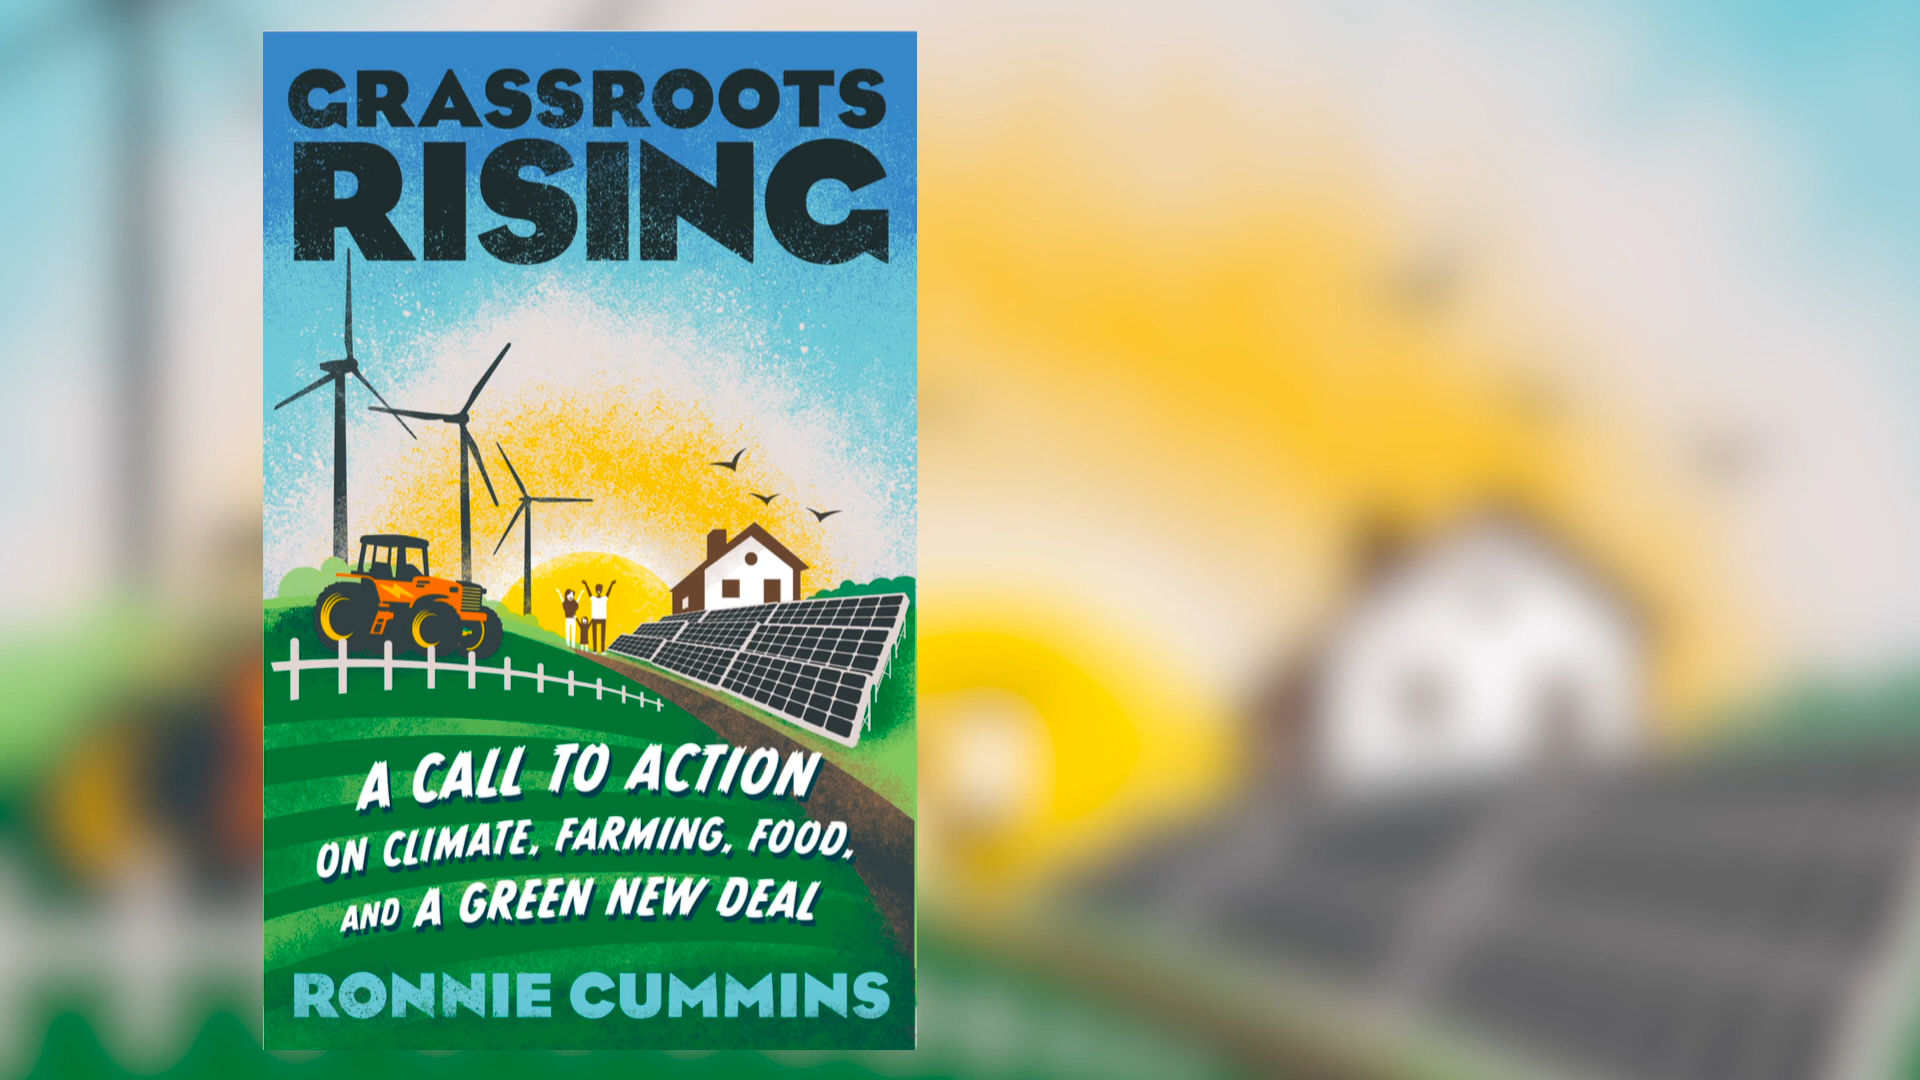 GRASSROOTS
RISING
A CALL TO ACTION
ON CLIMATE, FARMING, FOOD,
AND A GREEN NEW DEAL
RONNIE CUMMINS